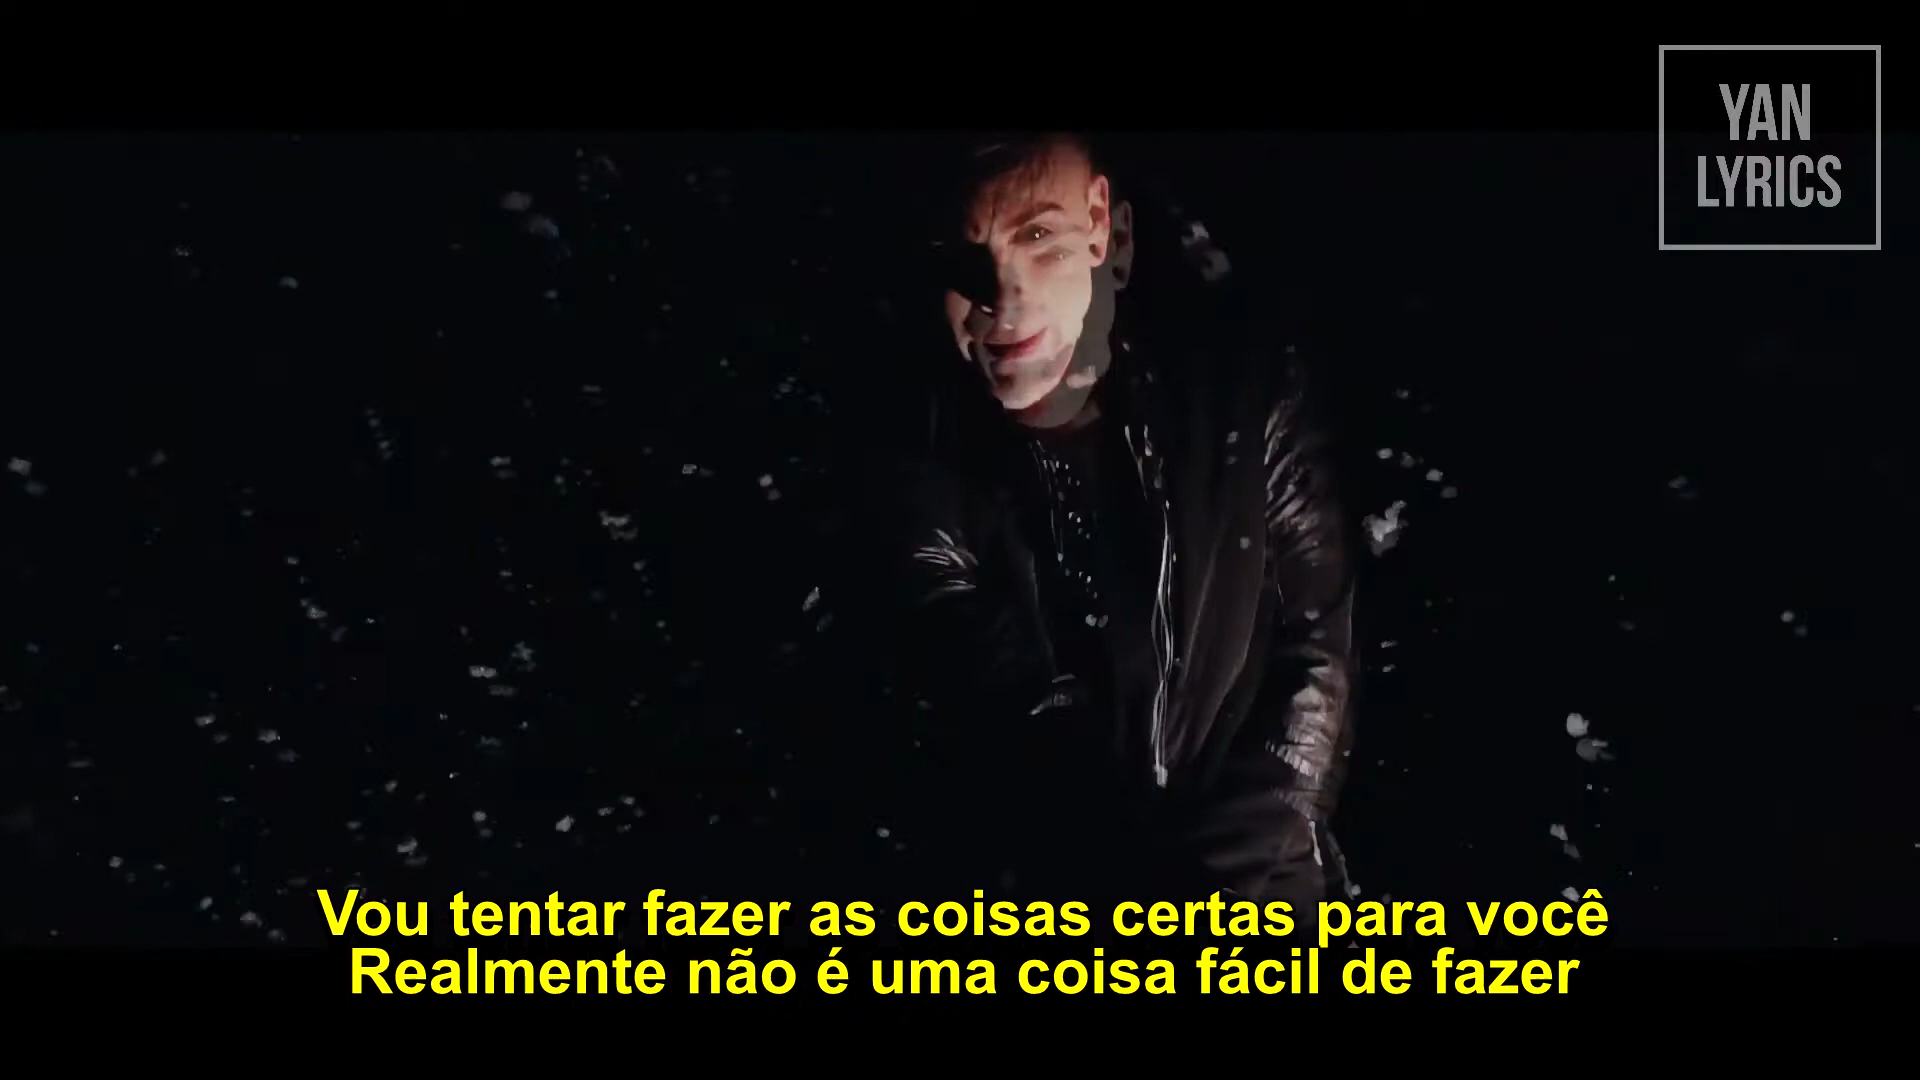 YAN
LYRICS
Vou tentar fazer as coisas certas para você
Realmente não é uma coisa fácil de fazer